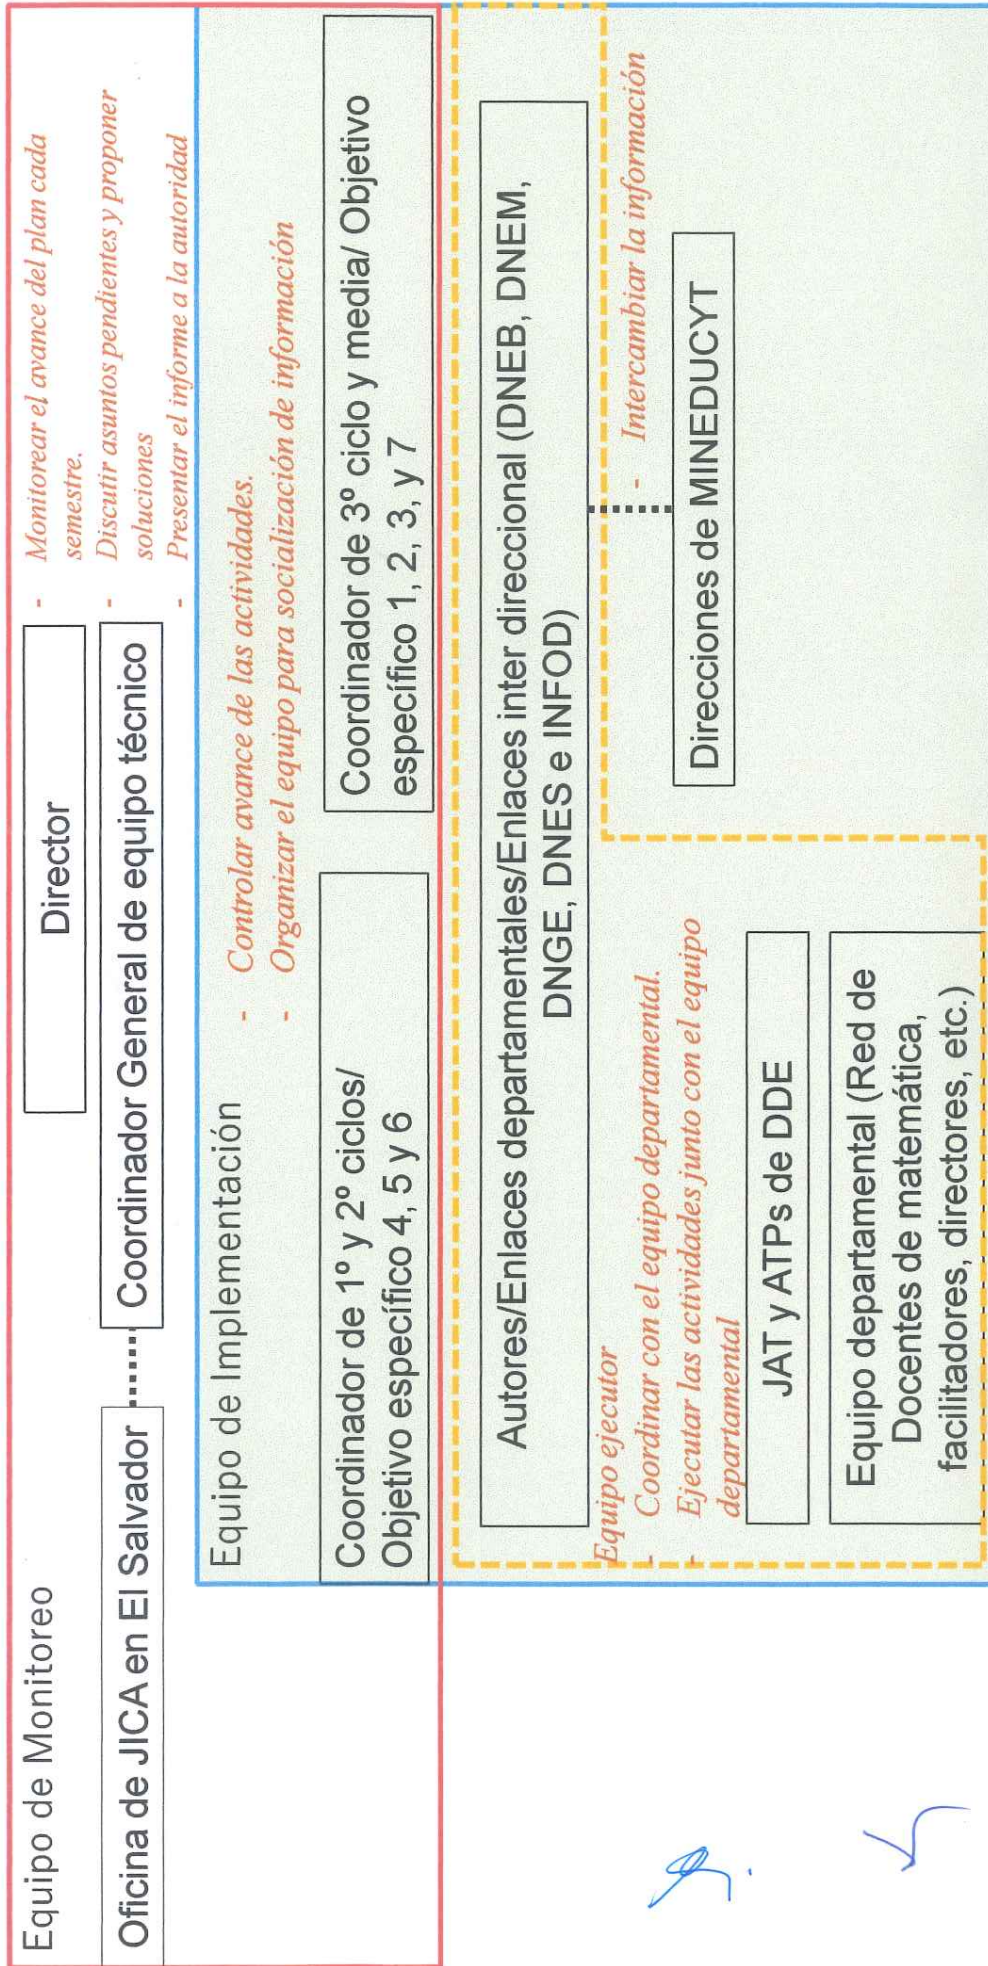 Equipo de Monitoreo
Director
- Monitorear el avance del plan cada
semestre.
- Discutir asuntos pendientes y proponer
soluciones
- Presentar el informe a la autoridad
Oficina de JICA en El Salvador
Coordinador General de equipo técnico
Equipo de Implementación
- Controlar avance de las actividades.
- Organizar el equipo para socialización de información
Coordinador de 1º y 2º ciclos/
Objetivo específico 4, 5 y 6
Coordinador de 3º ciclo y media/ Objetivo
específico 1, 2, 3, y 7
Autores/Enlaces departamentales/Enlaces inter direccional (DNEB, DNEM,
DNGE, DNES e INFOD)
Equipo ejecutor
- Coordinar con el equipo departamental.
- Ejecutar las actividades junto con el equipo
departamental
- Intercambiar la información
JAT y ATPs de DDE
Direcciones de MINEDUCYT
Equipo departamental (Red de
Docentes de matemática,
facilitadores, directores, etc.)